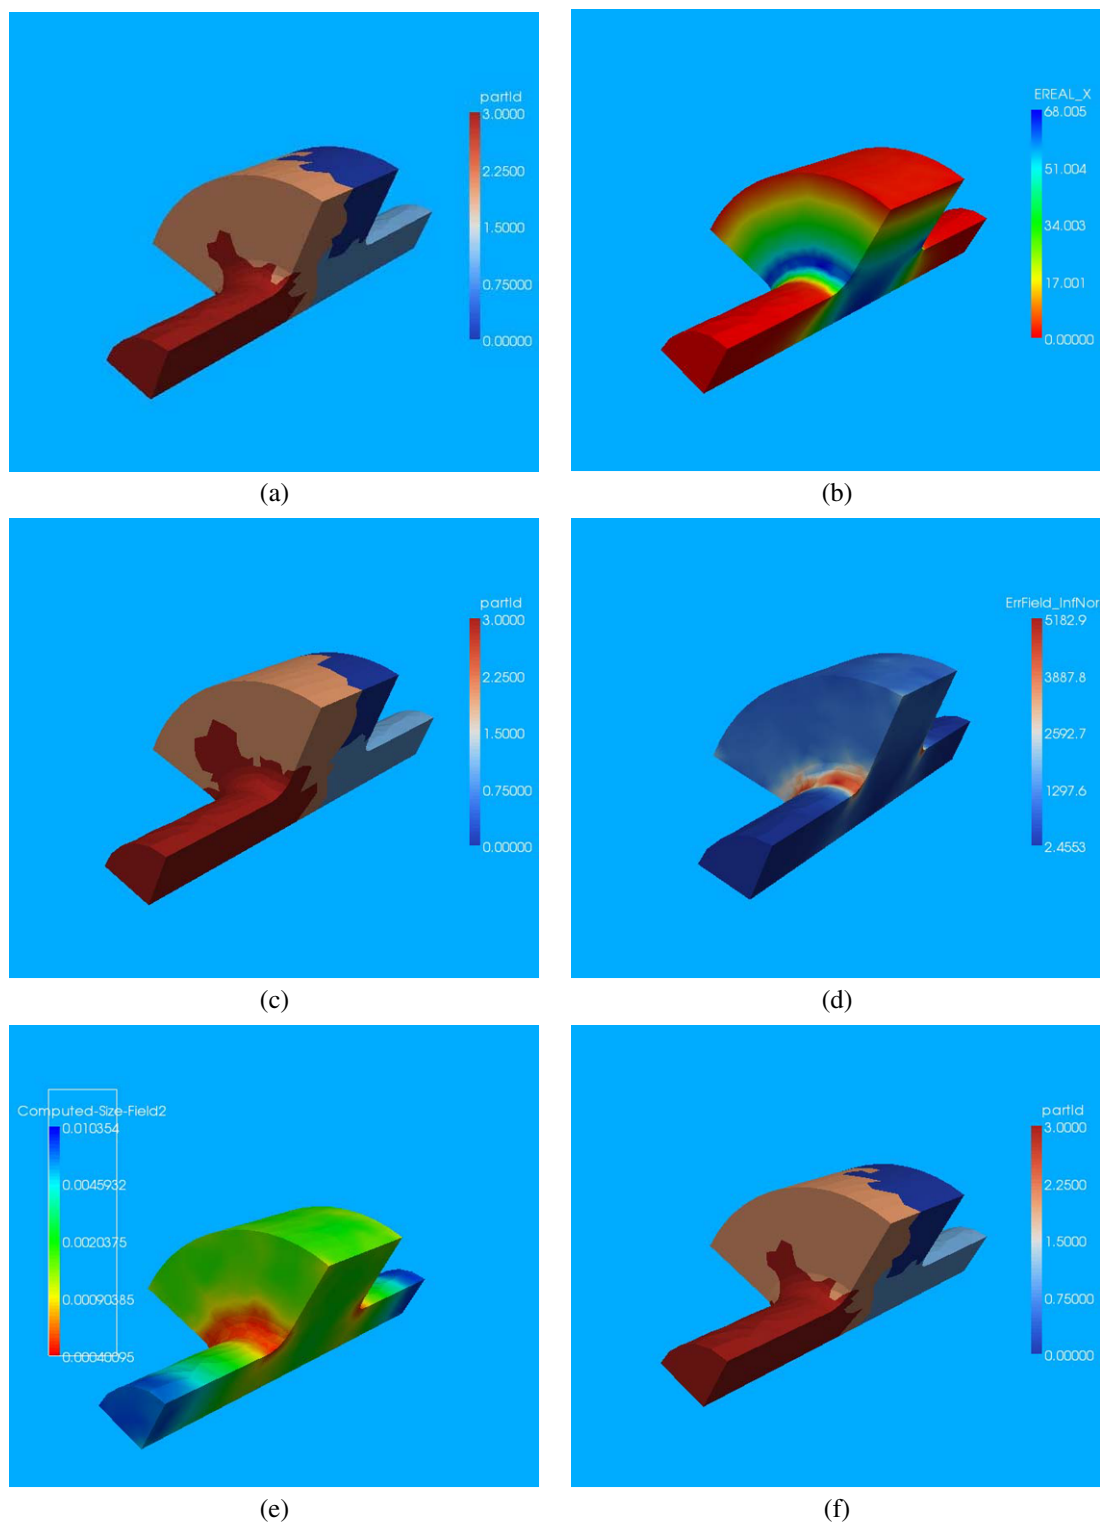 partId
3.0000
2.2500
1.5000
0.75000
0.00000
(a)
EREAL_X
68.005
51.004
34.003
17.001
0.00000
(b)
partId
3.0000
2.2500
1.5000
0.75000
0.00000
(c)
ErrField_InfNor
5182.9
3887.8
2592.7
1297.6
2.4553
(d)
Computed-Size-Field2
0.010354
0.0045932
0.0020375
0.00090385
0.00040095
(e)
partId
3.0000
2.2500
1.5000
0.75000
0.00000
(f)